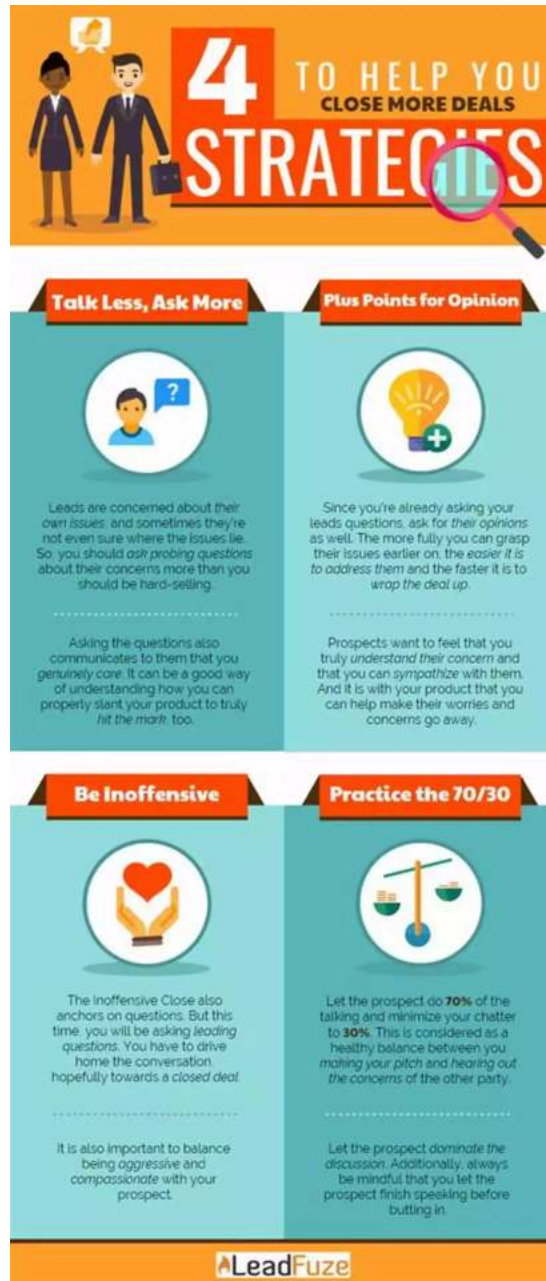 4
TO HELP YOU
CLOSE MORE DEALS
STRATEGIES
Talk Less, Ask More
?
Leads are concerned about their
own issues, and sometimes they're
not even sure where the issues lie.
So, you should ask probing questions
about their concerns more than you
should be hard-selling.
Asking the questions also
communicates to them that you
genuinely care. It can be a good way
of understanding how you can
properly slant your product to truly
hit the mark, too.
Plus Points for Opinion
Since you're already asking your
leads questions, ask for their opinions
as well. The more fully you can grasp
their issues earlier on, the easier it is
to address them and the faster it is to
wrap the deal up.
Prospects want to feel that you
truly understand their concern and
that you can sympathize with them.
And it is with your product that you
can help make their worries and
concerns go away.
Be Inoffensive
The Inoffensive Close also
anchors on questions. But this
time, you will be asking leading
questions. You have to drive
home the conversation
hopefully towards a closed deal.
It is also important to balance
being aggressive and
compassionate with your
prospect.
Practice the 70/30
Let the prospect do 70% of the
talking and minimize your chatter
to 30%. This is considered as a
healthy balance between you
making your pitch and hearing out
the concerns of the other party.
Let the prospect dominate the
discussion. Additionally, always
be mindful that you let the
prospect finish speaking before
butting in.
LeadFuze